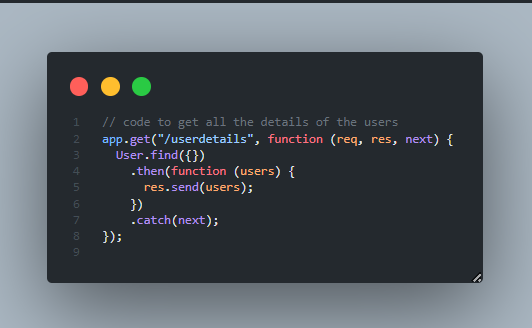 1 // code to get all the details of the users
2 app.get("/userdetails", function (req, res, next) {
3   User.find({})
4     .then(function (users) {
5       res.send(users);
6     })
7     .catch(next);
8 });
9